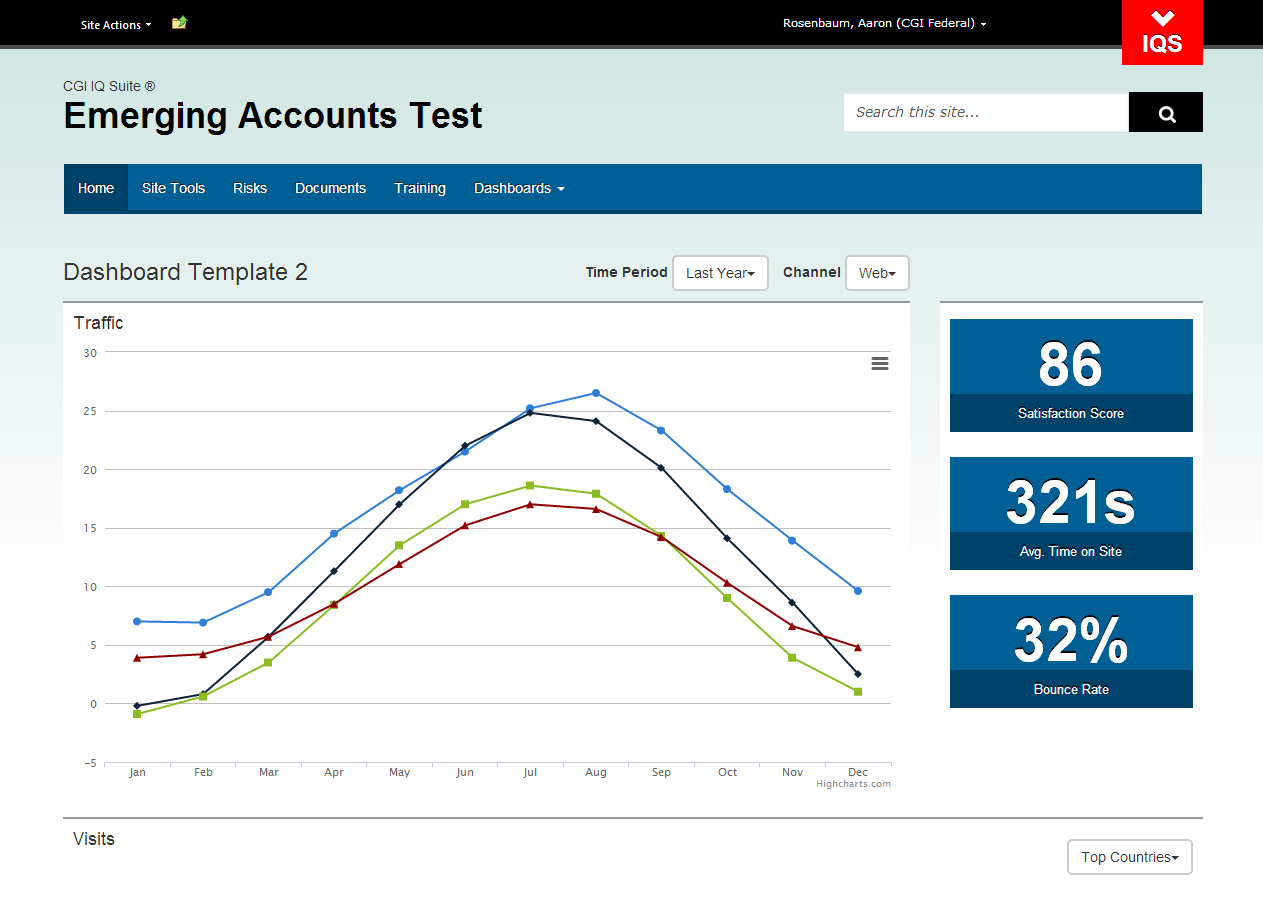 Site Actions
Rosenbaum, Aaron (CGI Federal)
IQS
CGI IQ Suite ®
Emerging Accounts Test
Search this site...
Home Site Tools Risks Documents Training Dashboards
Dashboard Template 2
Time Period Last Year Channel Web
Traffic
30
25
20
15
10
5
0
-5
Jan Feb Mar Apr May Jun Jul Aug Sep Oct Nov Dec
Highcharts.com
86
Satisfaction Score
321s
Avg. Time on Site
32%
Bounce Rate
Visits
Top Countries